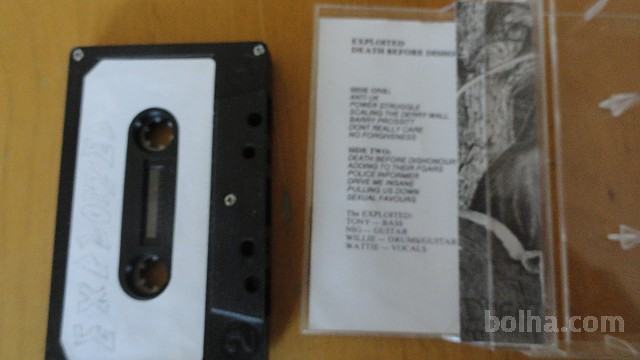 EXPLOITED
DEATH BEFORE DISHO
SIDE ONE:
ANTI UK
POWER STRUGGLE
SCALING THE DERRY WALL
BARRY PROSSITT
DONT REALLY CARE
NO FORGIVENESS
SIDE TWO:
DEATH BEFORE DISHONOUR
ADDING TO THEIR FEARS
POLICE INFORMER
DRIVE ME INSANE
PULLING US DOWN
SEXUAL FAVOURS
The EXPLOITED:
TONY — BASS
NIG — GUITAR
WILLIE — DRUMS/GUITAR
WATTIE — VOCALS
bolha.com